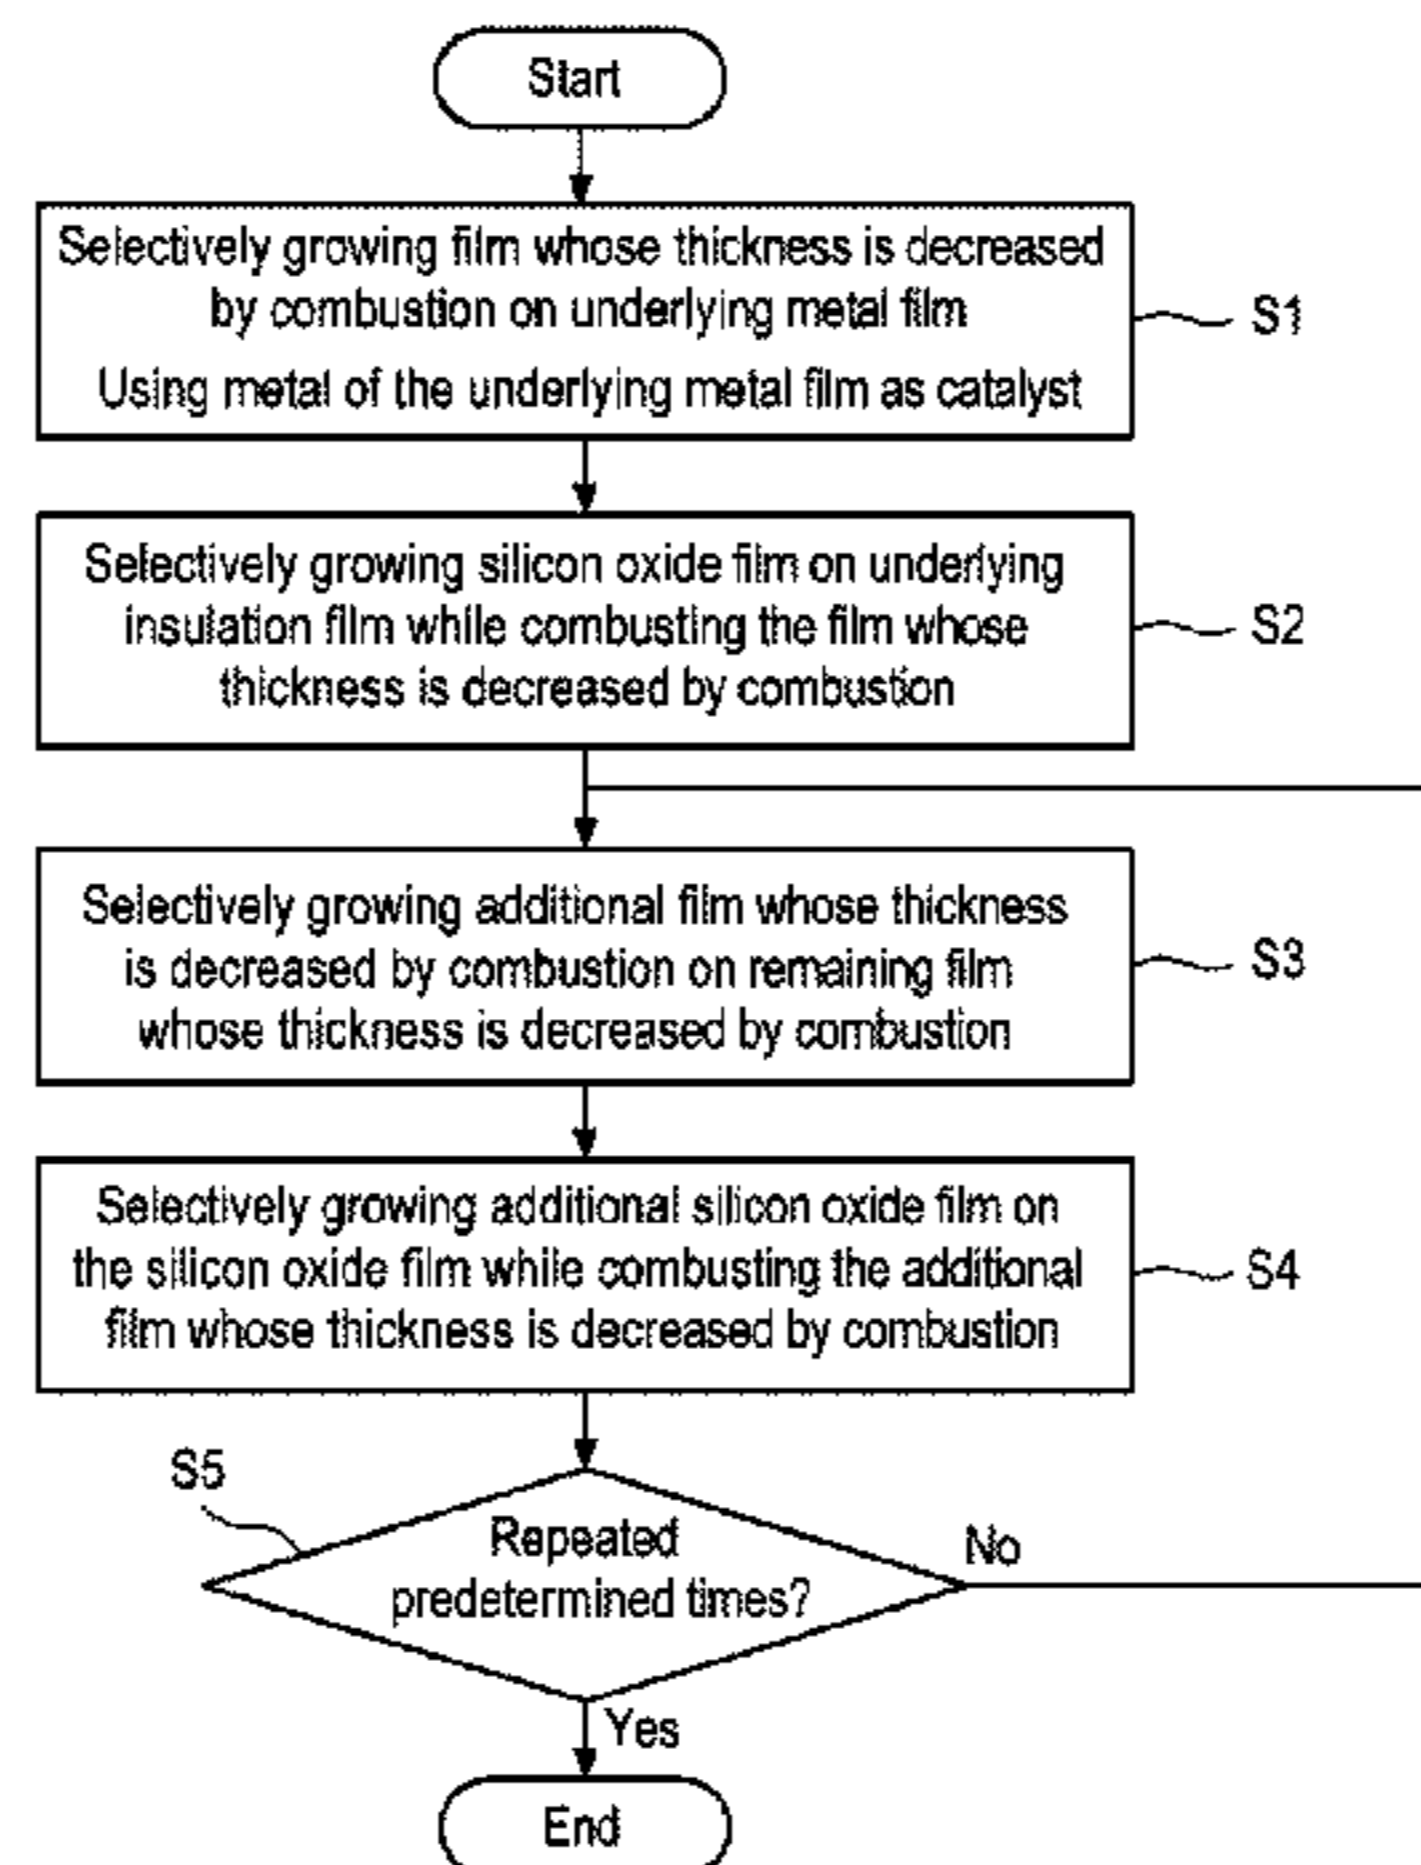 Start
Selectively growing film whose thickness is decreased
by combustion on underlying metal film
Using metal of the underlying metal film as catalyst
S1
Selectively growing silicon oxide film on underlying
insulation film while combusting the film whose
thickness is decreased by combustion
S2
Selectively growing additional film whose thickness
is decreased by combustion on remaining film
whose thickness is decreased by combustion
S3
Selectively growing additional silicon oxide film on
the silicon oxide film while combusting the additional
film whose thickness is decreased by combustion
S4
S5
Repeated
predetermined times?
No
Yes
End